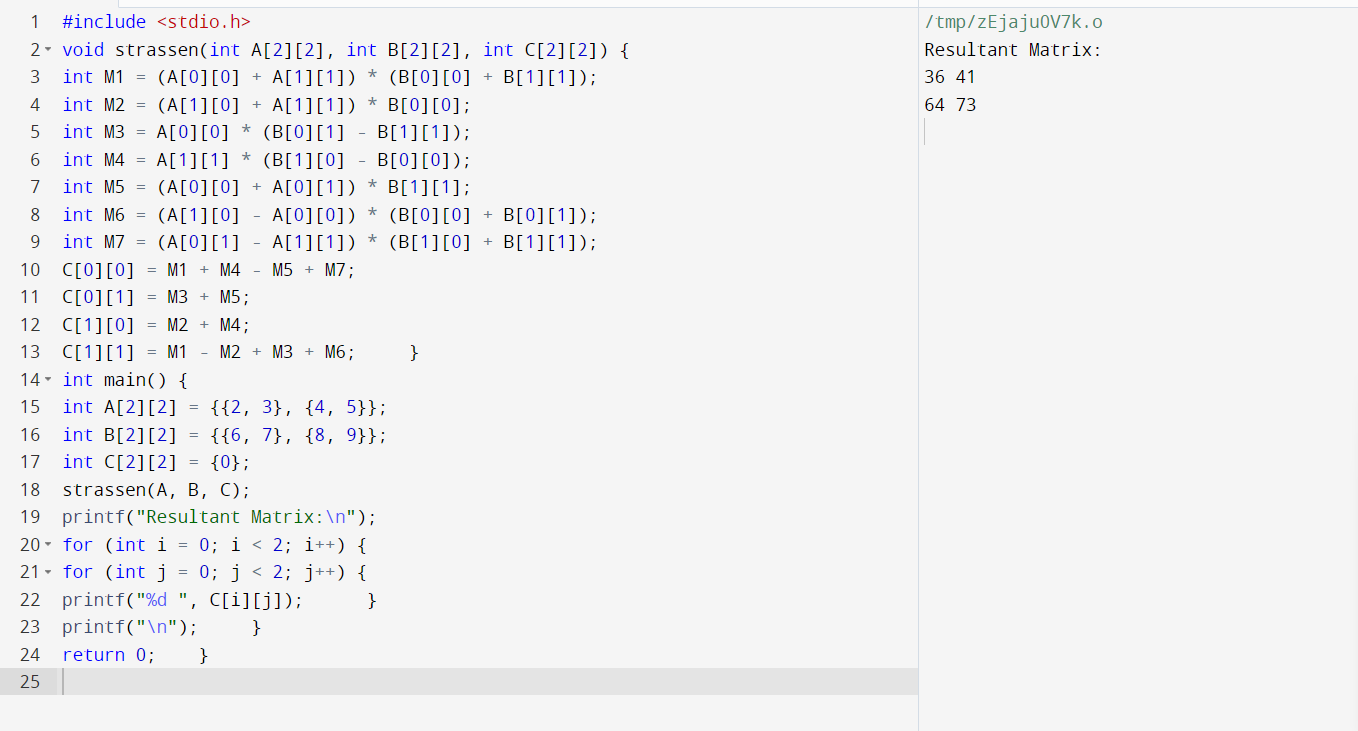 1 #include <stdio.h>
2 void strassen(int A[2][2], int B[2][2], int C[2][2]) {
3 int M1 = (A[0][0] + A[1][1]) * (B[0][0] + B[1][1]);
4 int M2 = (A[1][0] + A[1][1]) * B[0][0];
5 int M3 = A[0][0] * (B[0][1] - B[1][1]);
6 int M4 = A[1][1] * (B[1][0] - B[0][0]);
7 int M5 = (A[0][0] + A[0][1]) * B[1][1];
8 int M6 = (A[1][0] - A[0][0]) * (B[0][0] + B[0][1]);
9 int M7 = (A[0][1] - A[1][1]) * (B[1][0] + B[1][1]);
10 C[0][0] = M1 + M4 - M5 + M7;
11 C[0][1] = M3 + M5;
12 C[1][0] = M2 + M4;
13 C[1][1] = M1 - M2 + M3 + M6;     }
14 int main() {
15 int A[2][2] = {{2, 3}, {4, 5}};
16 int B[2][2] = {{6, 7}, {8, 9}};
17 int C[2][2] = {0};
18 strassen(A, B, C);
19 printf("Resultant Matrix:\n");
20 for (int i = 0; i < 2; i++) {
21 for (int j = 0; j < 2; j++) {
22 printf("%d ", C[i][j]);      }
23 printf("\n");     }
24 return 0;    }
25
/tmp/zEjaju0V7k.o
Resultant Matrix:
36 41
64 73